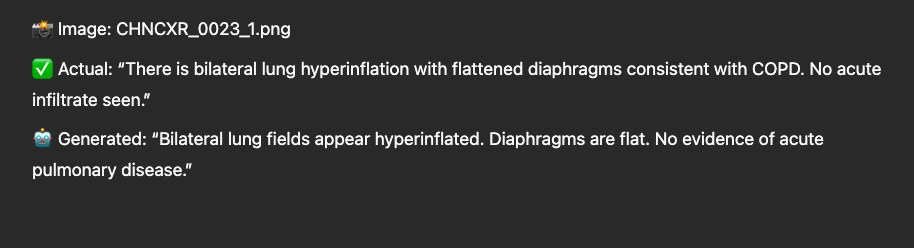 📸 Image: CHNCXR_0023_1.png
✅ Actual: “There is bilateral lung hyperinflation with flattened diaphragms consistent with COPD. No acute
infiltrate seen.”
🤖 Generated: “Bilateral lung fields appear hyperinflated. Diaphragms are flat. No evidence of acute
pulmonary disease.”